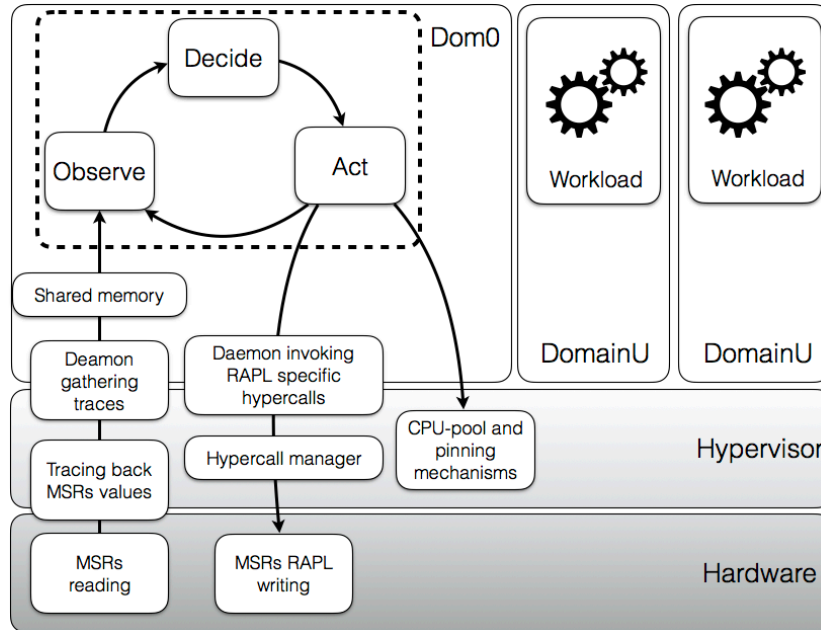 Decide
Dom0
Observe
Act
Workload
Workload
Shared memory
Deamon
gathering
traces
Daemon invoking
RAPL specific
hypercalls
DomainU
DomainU
CPU-pool and
pinning
mechanisms
Hypervisor
Hypercall manager
Tracing back
MSRs values
MSRs
reading
MSRs RAPL
writing
Hardware